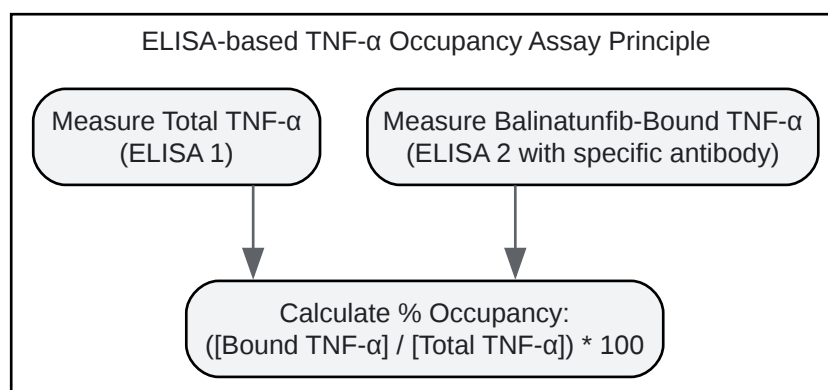 ELISA-based TNF-α Occupancy Assay Principle
Measure Total TNF-α
(ELISA 1)
Measure Balinatunfib-Bound TNF-α
(ELISA 2 with specific antibody)
Calculate % Occupancy:
([Bound TNF-α] / [Total TNF-α]) * 100